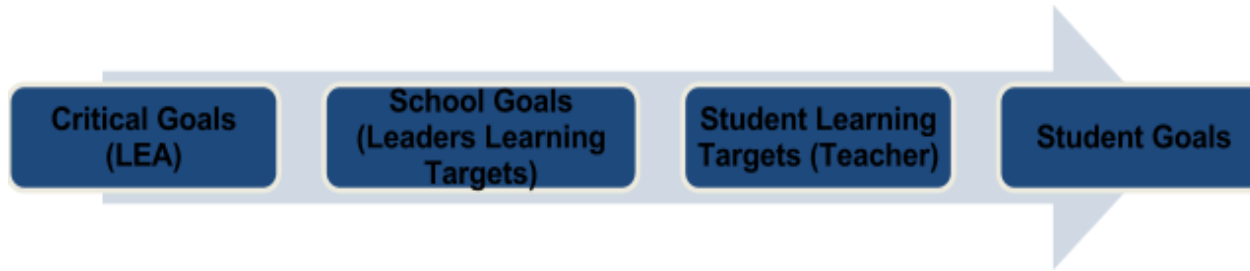 Critical Goals
(LEA)
School Goals
(Leaders Learning
Targets)
Student Learning
Targets (Teacher)
Student Goals